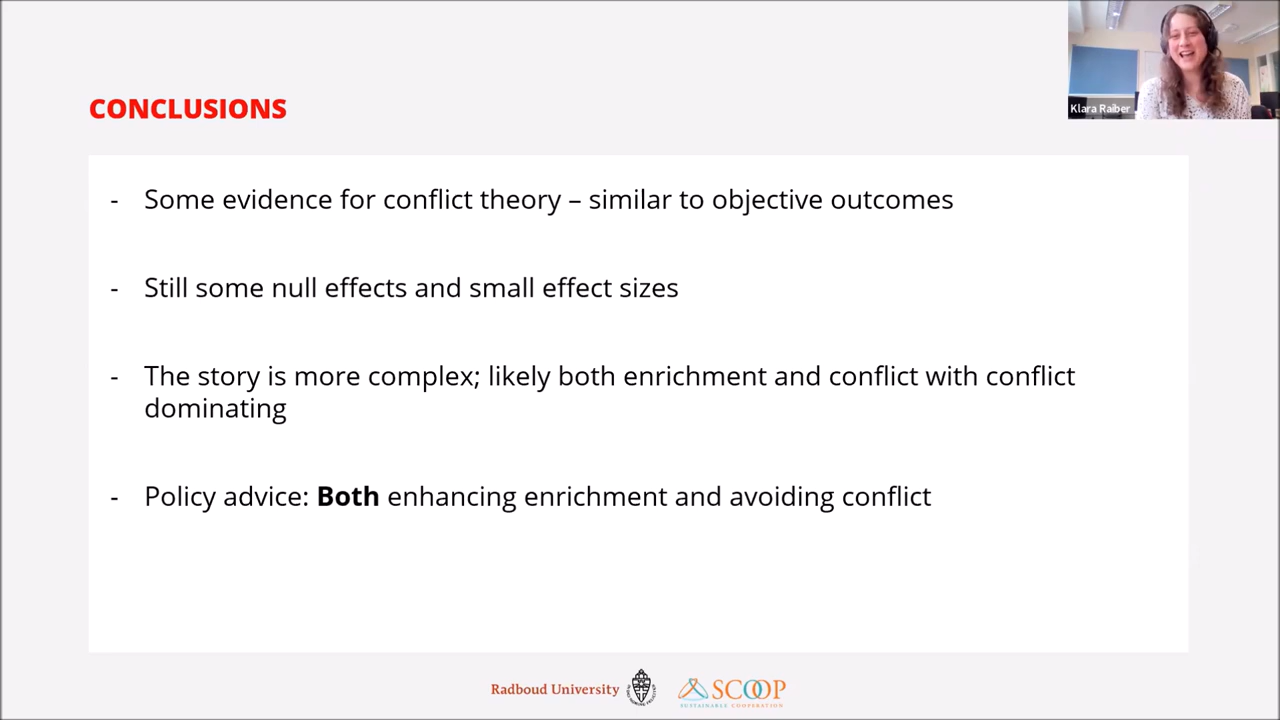 Klara Raiber
CONCLUSIONS
- Some evidence for conflict theory – similar to objective outcomes
- Still some null effects and small effect sizes
- The story is more complex; likely both enrichment and conflict with conflict
dominating
- Policy advice: Both enhancing enrichment and avoiding conflict
Radboud University
SCOOP
SUSTAINABLE COOPERATION